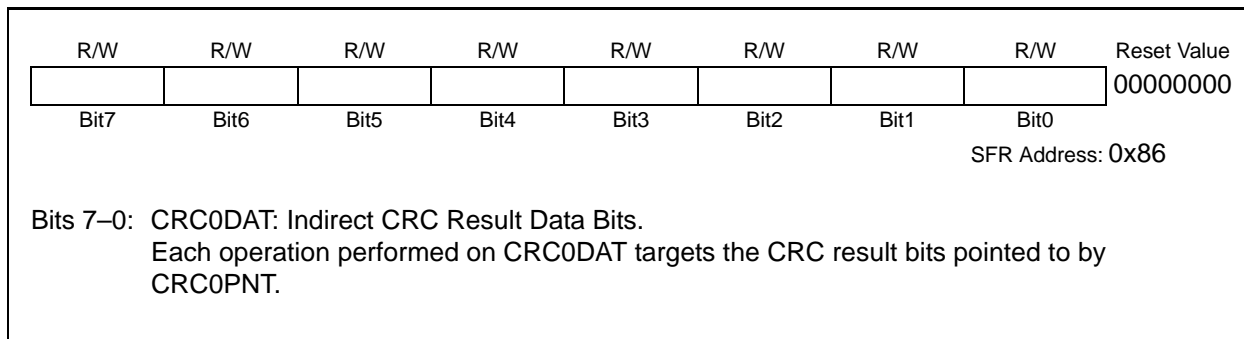 R/W R/W R/W R/W R/W R/W R/W R/W Reset Value
00000000
Bit7 Bit6 Bit5 Bit4 Bit3 Bit2 Bit1 Bit0
SFR Address: 0x86
Bits 7–0: CRC0DAT: Indirect CRC Result Data Bits.
Each operation performed on CRC0DAT targets the CRC result bits pointed to by
CRC0PNT.